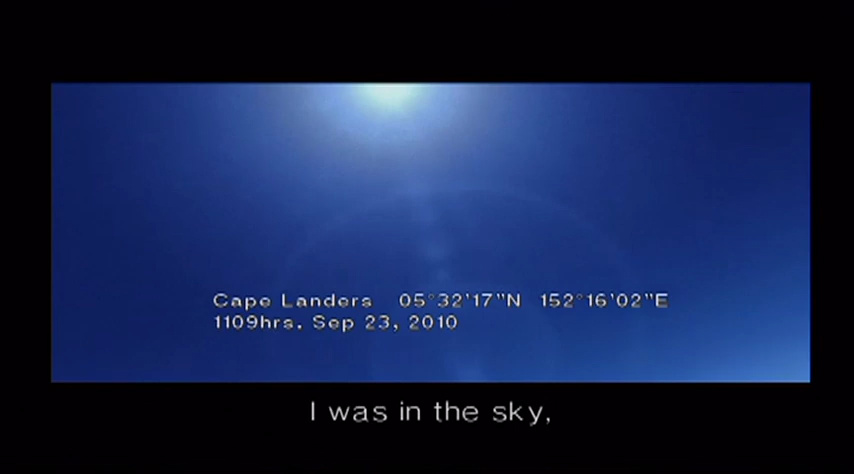 Cape Landers 05°32'17"N 152°16'02"E
1109hrs. Sep 23, 2010
I was in the sky,